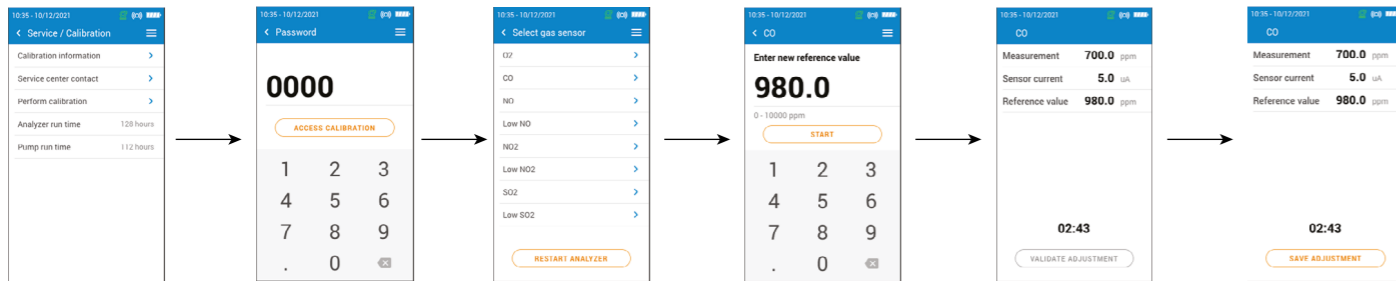 10:35 - 10/12/2021
Service / Calibration
Calibration information
Service center contact
Perform calibration
Analyzer run time 128 hours
Pump run time 112 hours
10:35 - 10/12/2021
Password
0000
ACCESS CALIBRATION
1 2 3
4 5 6
7 8 9
. 0
10:35 - 10/12/2021
Select gas sensor
O2
CO
NO
Low NO
NO2
Low NO2
SO2
Low SO2
RESTART ANALYZER
10:35 - 10/12/2021
CO
Enter new reference value
980.0
0 - 10000 ppm
START
1 2 3
4 5 6
7 8 9
. 0
10:35 - 10/12/2021
CO
Measurement 700.0 ppm
Sensor current 5.0 uA
Reference value 980.0 ppm
02:43
VALIDATE ADJUSTMENT
10:35 - 10/12/2021
CO
Measurement 700.0 ppm
Sensor current 5.0 uA
Reference value 980.0 ppm
02:43
SAVE ADJUSTMENT